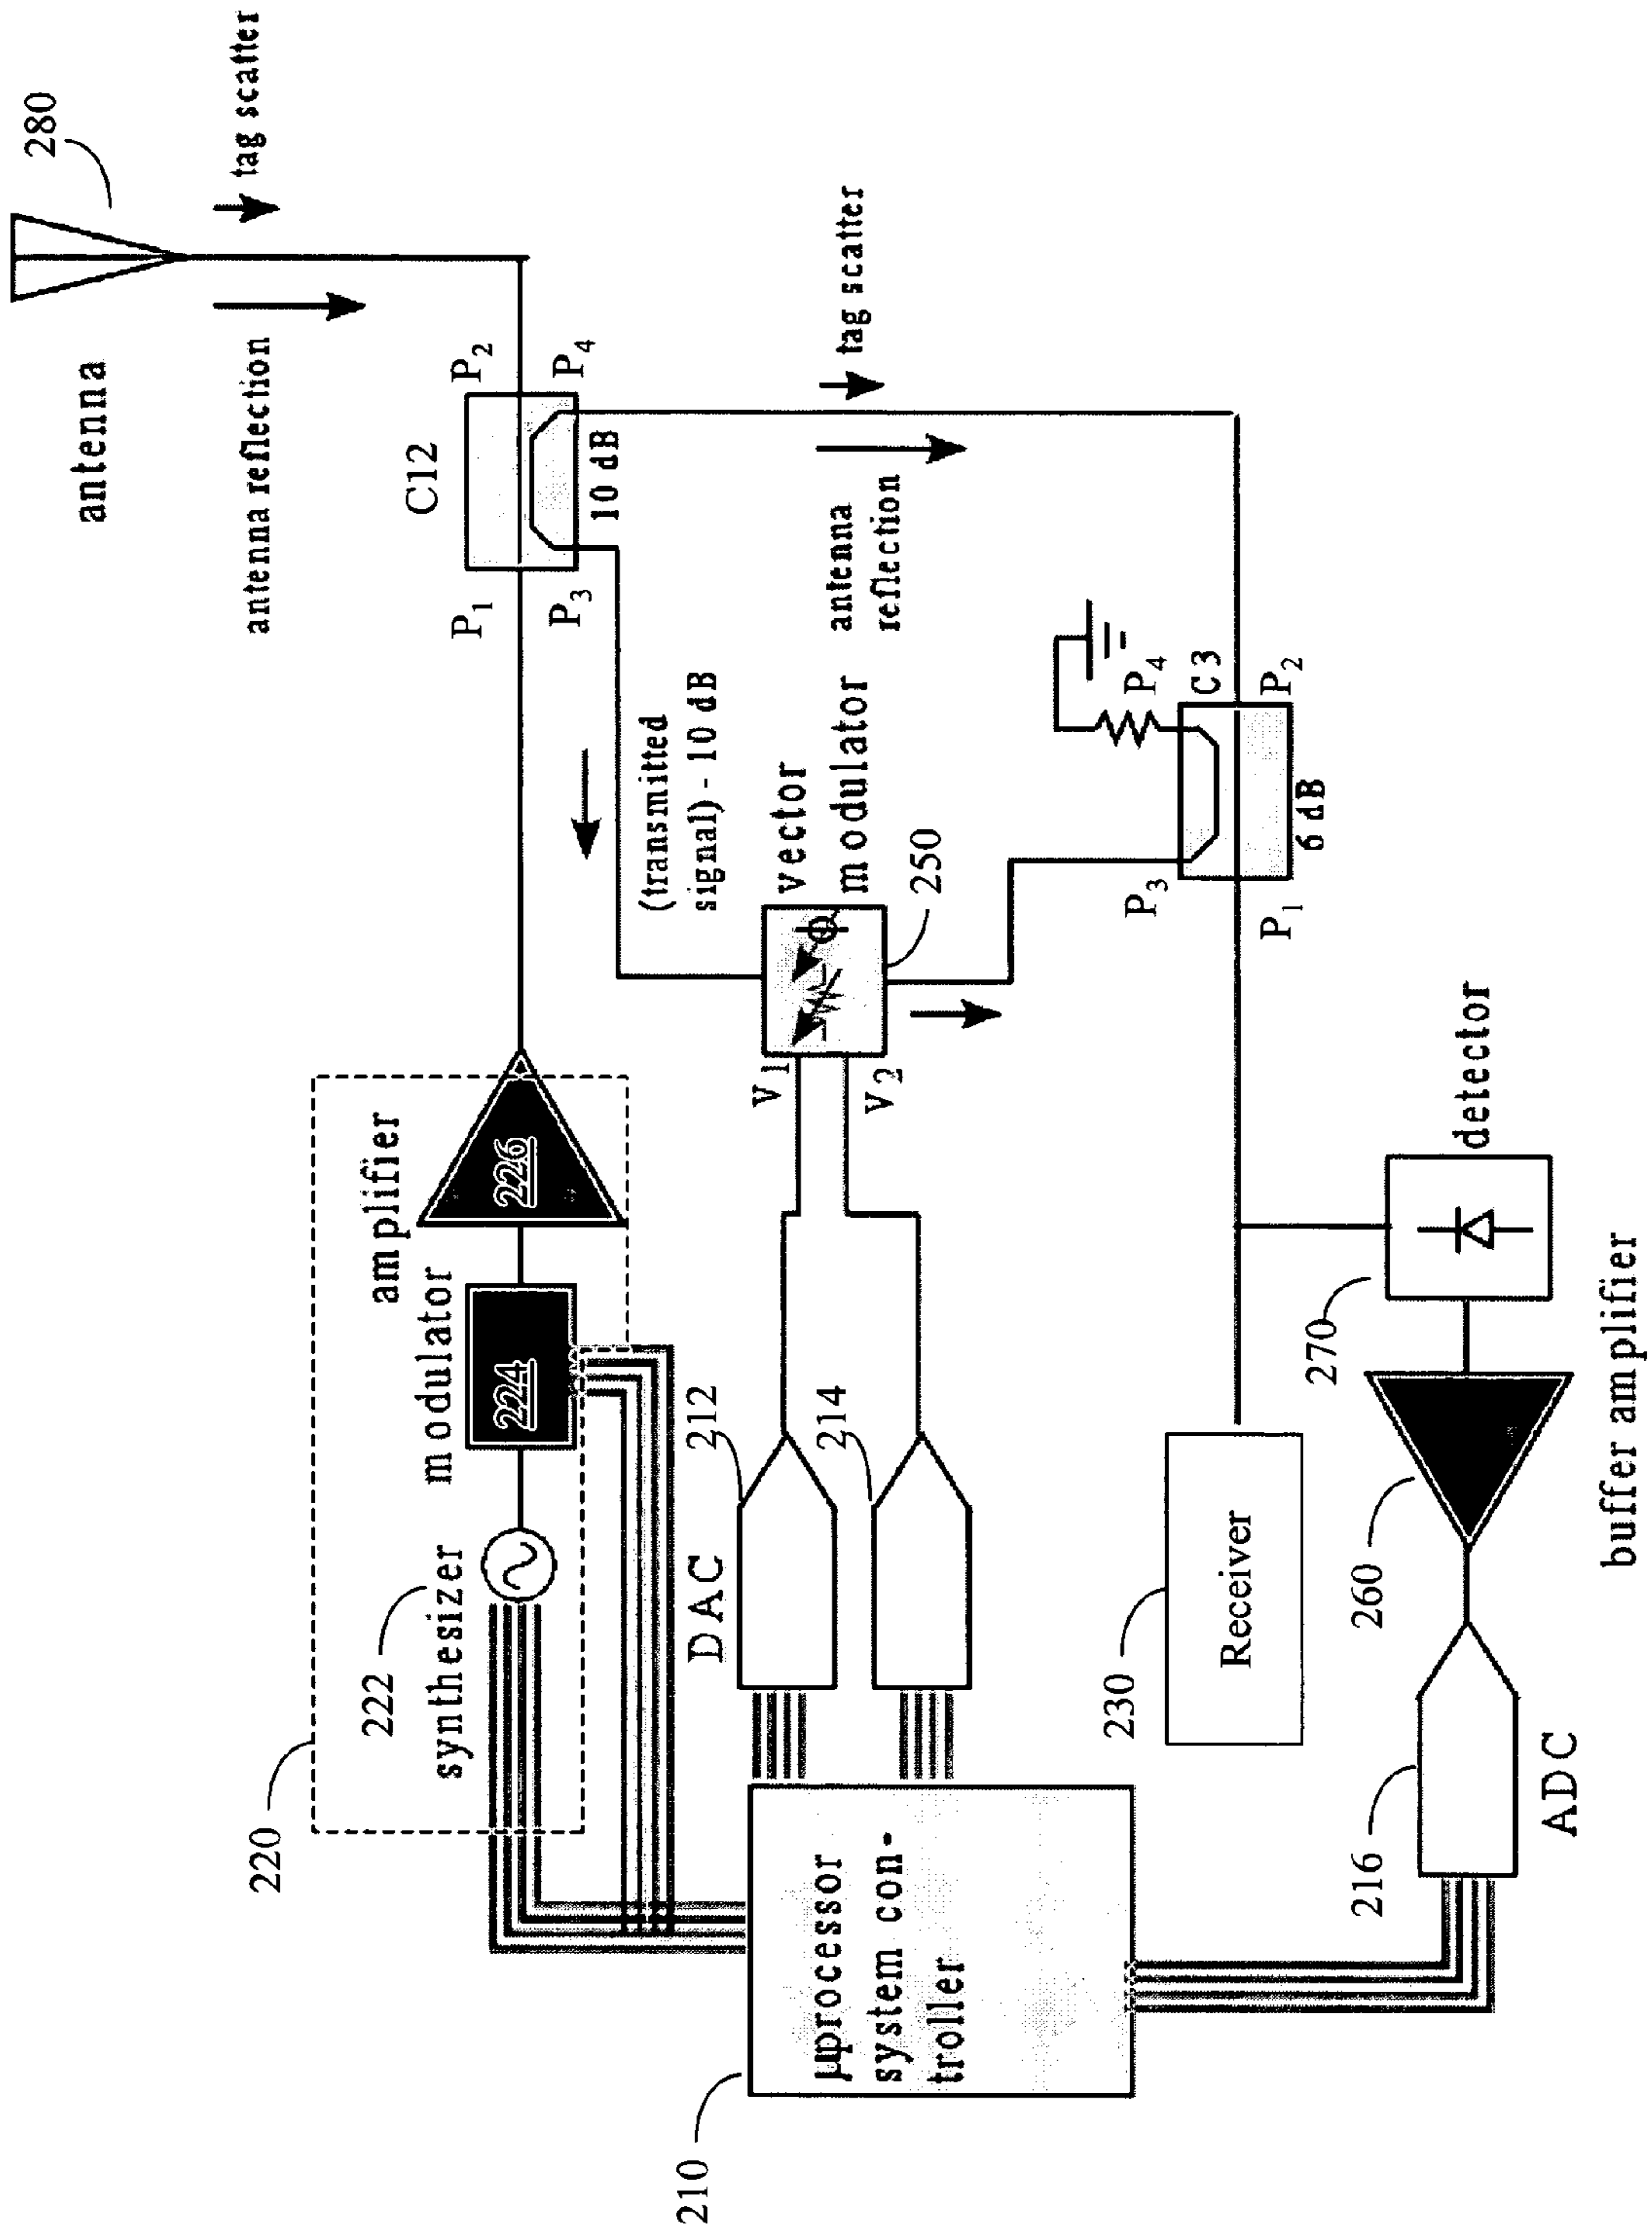 280
antenna
tag scatter
antenna reflection
C12
P1
P2
P3
P4
10 dB
tag scatter
antenna
reflection
(transmitted
signal) - 10 dB
vector
modulator
250
V1
V2
P4
C3
P3
P2
P1
6 dB
220
222
synthesizer
modulator
224
amplifier
226
DAC
212
214
210
µprocessor
system con-
troller
230
Receiver
detector
270
260
buffer amplifier
216
ADC